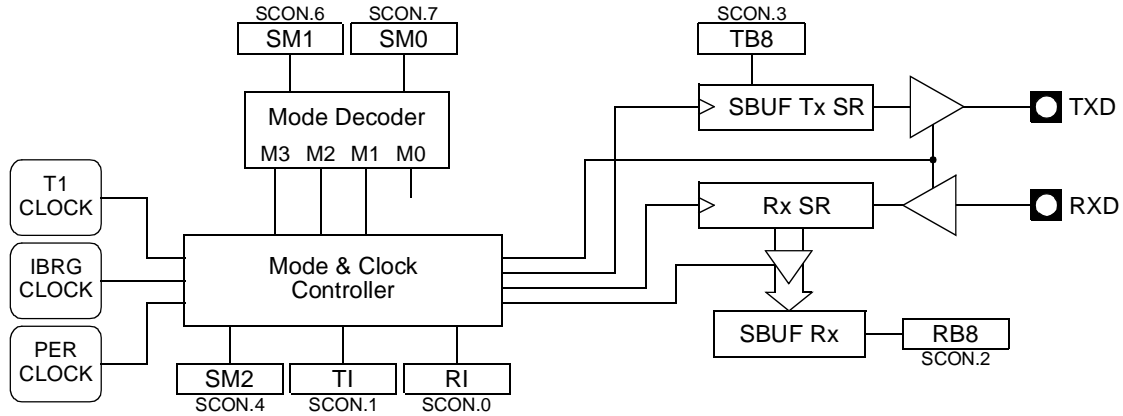 SCON.6
SCON.7
SCON.3
SM1
SM0
TB8
Mode Decoder
M3 M2 M1 M0
SBUF Tx SR
TXD
T1
CLOCK
Rx SR
RXD
IBRG
CLOCK
Mode & Clock
Controller
PER
CLOCK
SBUF Rx
RB8
SCON.2
SM2
TI
RI
SCON.4
SCON.1
SCON.0